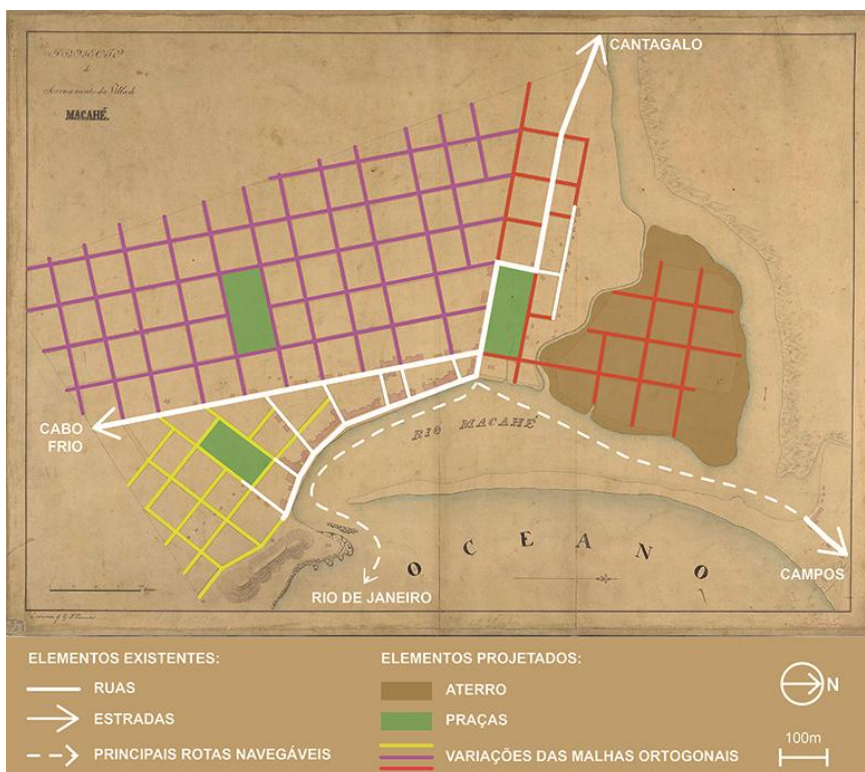 MACAHÉ.
CANTAGALO
CABO
FRIO
RIO MACAHÉ
OCEANO
RIO DE JANEIRO
CAMPOS
ELEMENTOS EXISTENTES:
RUAS
ESTRADAS
PRINCIPAIS ROTAS NAVEGÁVEIS
ELEMENTOS PROJETADOS:
ATERRO
PRAÇAS
VARIAÇÕES DAS MALHAS ORTOGONAIS
N
100m